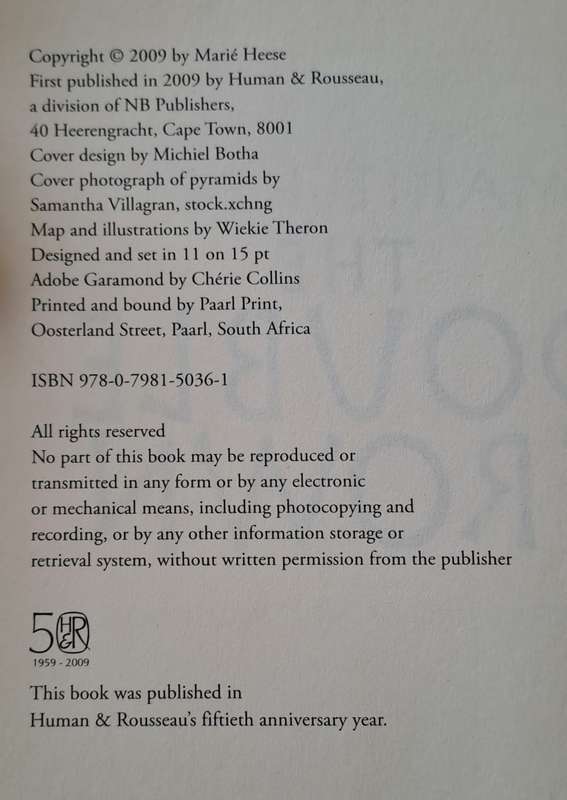 Copyright © 2009 by Marié Heese
First published in 2009 by Human & Rousseau,
a division of NB Publishers,
40 Heerengracht, Cape Town, 8001
Cover design by Michiel Botha
Cover photograph of pyramids by
Samantha Villagran, stock.xchng
Map and illustrations by Wiekie Theron
Designed and set in 11 on 15 pt
Adobe Garamond by Chérie Collins
Printed and bound by Paarl Print,
Oosterland Street, Paarl, South Africa
ISBN 978-0-7981-5036-1
All rights reserved
No part of this book may be reproduced or
transmitted in any form or by any electronic
or mechanical means, including photocopying and
recording, or by any other information storage or
retrieval system, without written permission from the publisher
50 H&R
1959 - 2009
This book was published in
Human & Rousseau's fiftieth anniversary year.